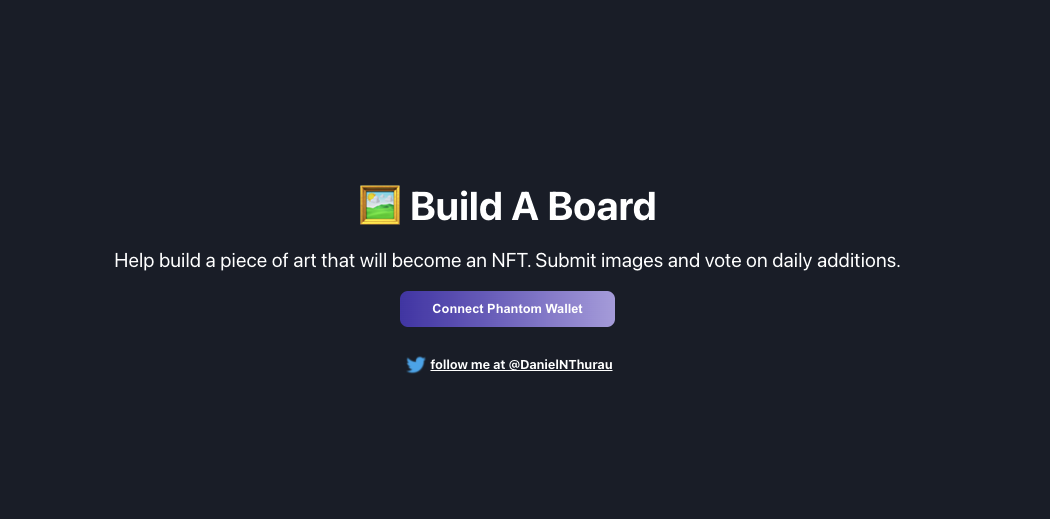 Build A Board
Help build a piece of art that will become an NFT. Submit images and vote on daily additions.
Connect Phantom Wallet
follow me at @DanielNThurau